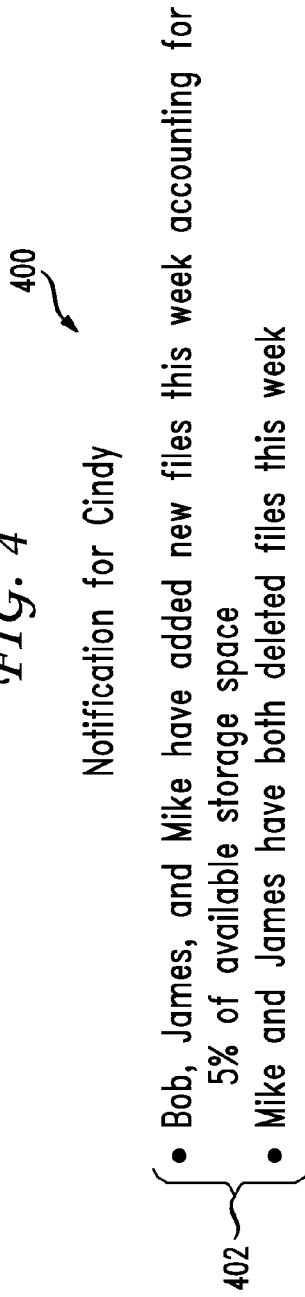 FIG. 4
400
Notification for Cindy
• Bob, James, and Mike have added new files this week accounting for
5% of available storage space
• Mike and James have both deleted files this week
402